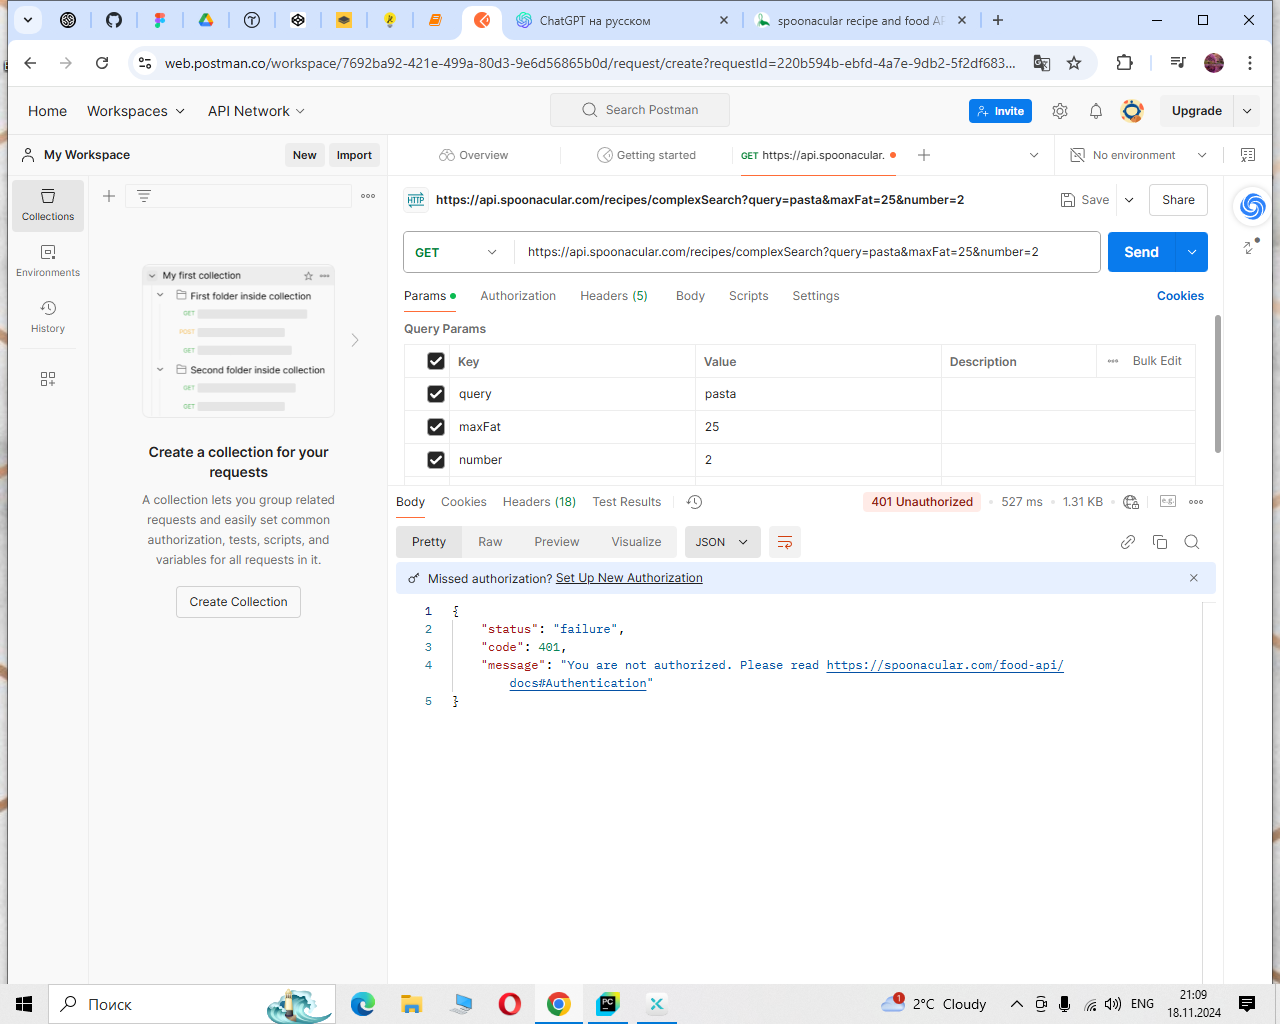 ChatGPT на русском
spoonacular recipe and food AP
web.postman.co/workspace/7692ba92-421e-499a-80d3-9e6d56865b0d/request/create?requestId=220b594b-ebfd-4a7e-9db2-5f2df683...
Home
Workspaces
API Network
Search Postman
Invite
Upgrade
My Workspace
New
Import
Overview
Getting started
GET https://api.spoonacular.
No environment
Collections
Environments
History
HTTP
https://api.spoonacular.com/recipes/complexSearch?query=pasta&maxFat=25&number=2
Save
Share
GET
https://api.spoonacular.com/recipes/complexSearch?query=pasta&maxFat=25&number=2
Send
Params
Authorization
Headers (5)
Body
Scripts
Settings
Cookies
Query Params
Key
Value
Description
Bulk Edit
query
pasta
maxFat
25
number
2
My first collection
First folder inside collection
GET
POST
GET
Second folder inside collection
GET
GET
Create a collection for your
requests
A collection lets you group related
requests and easily set common
authorization, tests, scripts, and
variables for all requests in it.
Create Collection
Body
Cookies
Headers (18)
Test Results
401 Unauthorized
527 ms
1.31 KB
e.g.
Pretty
Raw
Preview
Visualize
JSON
Missed authorization? Set Up New Authorization
1 {
2 "status": "failure",
3 "code": 401,
4 "message": "You are not authorized. Please read https://spoonacular.com/food-api/
docs#Authentication"
5 }
Поиск
PC
1
2°C Cloudy
ENG
21:09
18.11.2024